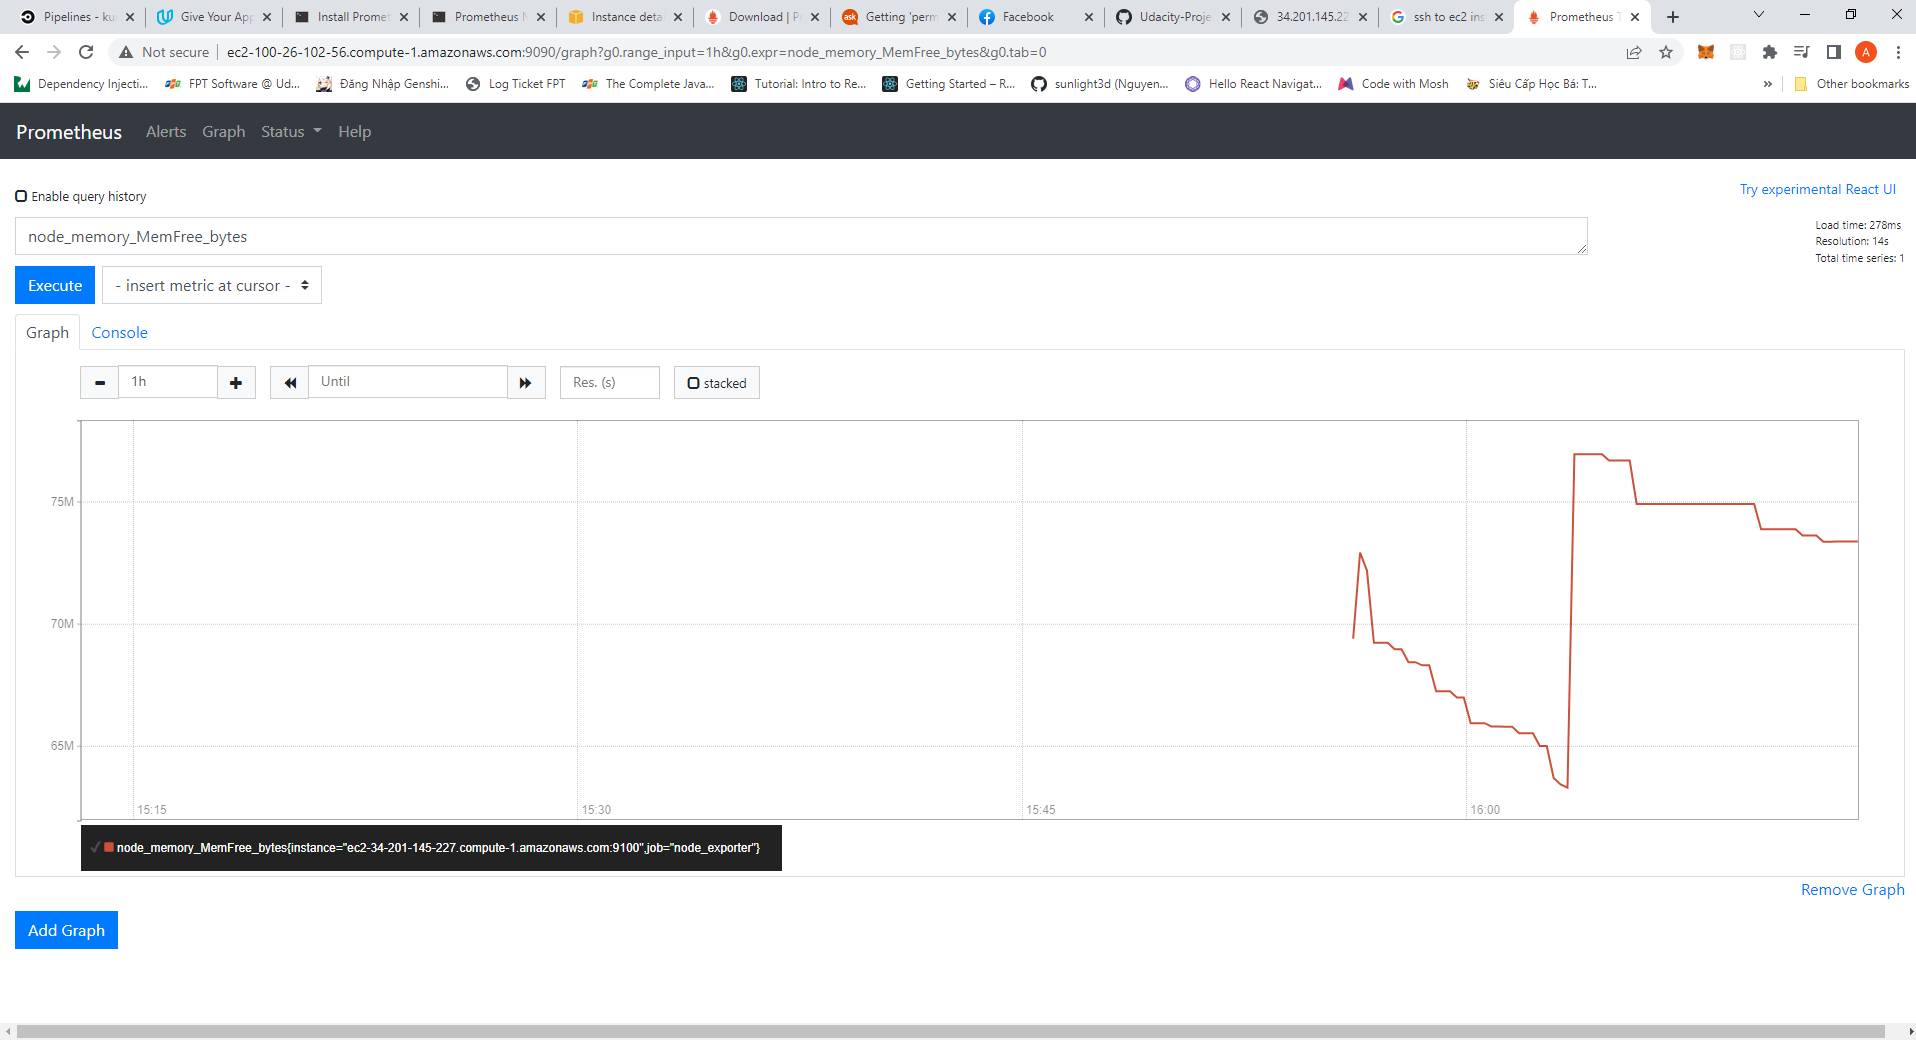 Pipelines - ku
Give Your App
Install Promet
Prometheus N
Instance deta
Download | P
Getting 'perm
Facebook
Udacity-Proje
34.201.145.22
ssh to ec2 ins
Prometheus T
Not secure
ec2-100-26-102-56.compute-1.amazonaws.com:9090/graph?g0.range_input=1h&g0.expr=node_memory_MemFree_bytes&g0.tab=0
A
Dependency Injecti...
FPT Software @ Ud...
Đăng Nhập Genshi...
Log Ticket FPT
The Complete Java...
Tutorial: Intro to Re...
Getting Started – R...
sunlight3d (Nguyen...
Hello React Navigat...
Code with Mosh
Siêu Cấp Học Bá: T...
»
Other bookmarks
Prometheus
Alerts
Graph
Status
Help
Enable query history
Try experimental React UI
node_memory_MemFree_bytes
Load time: 278ms
Resolution: 14s
Total time series: 1
Execute
- insert metric at cursor -
Graph
Console
1h
Until
Res. (s)
stacked
75M
70M
65M
15:15
15:30
15:45
16:00
node_memory_MemFree_bytes{instance="ec2-34-201-145-227.compute-1.amazonaws.com:9100",job="node_exporter"}
Remove Graph
Add Graph